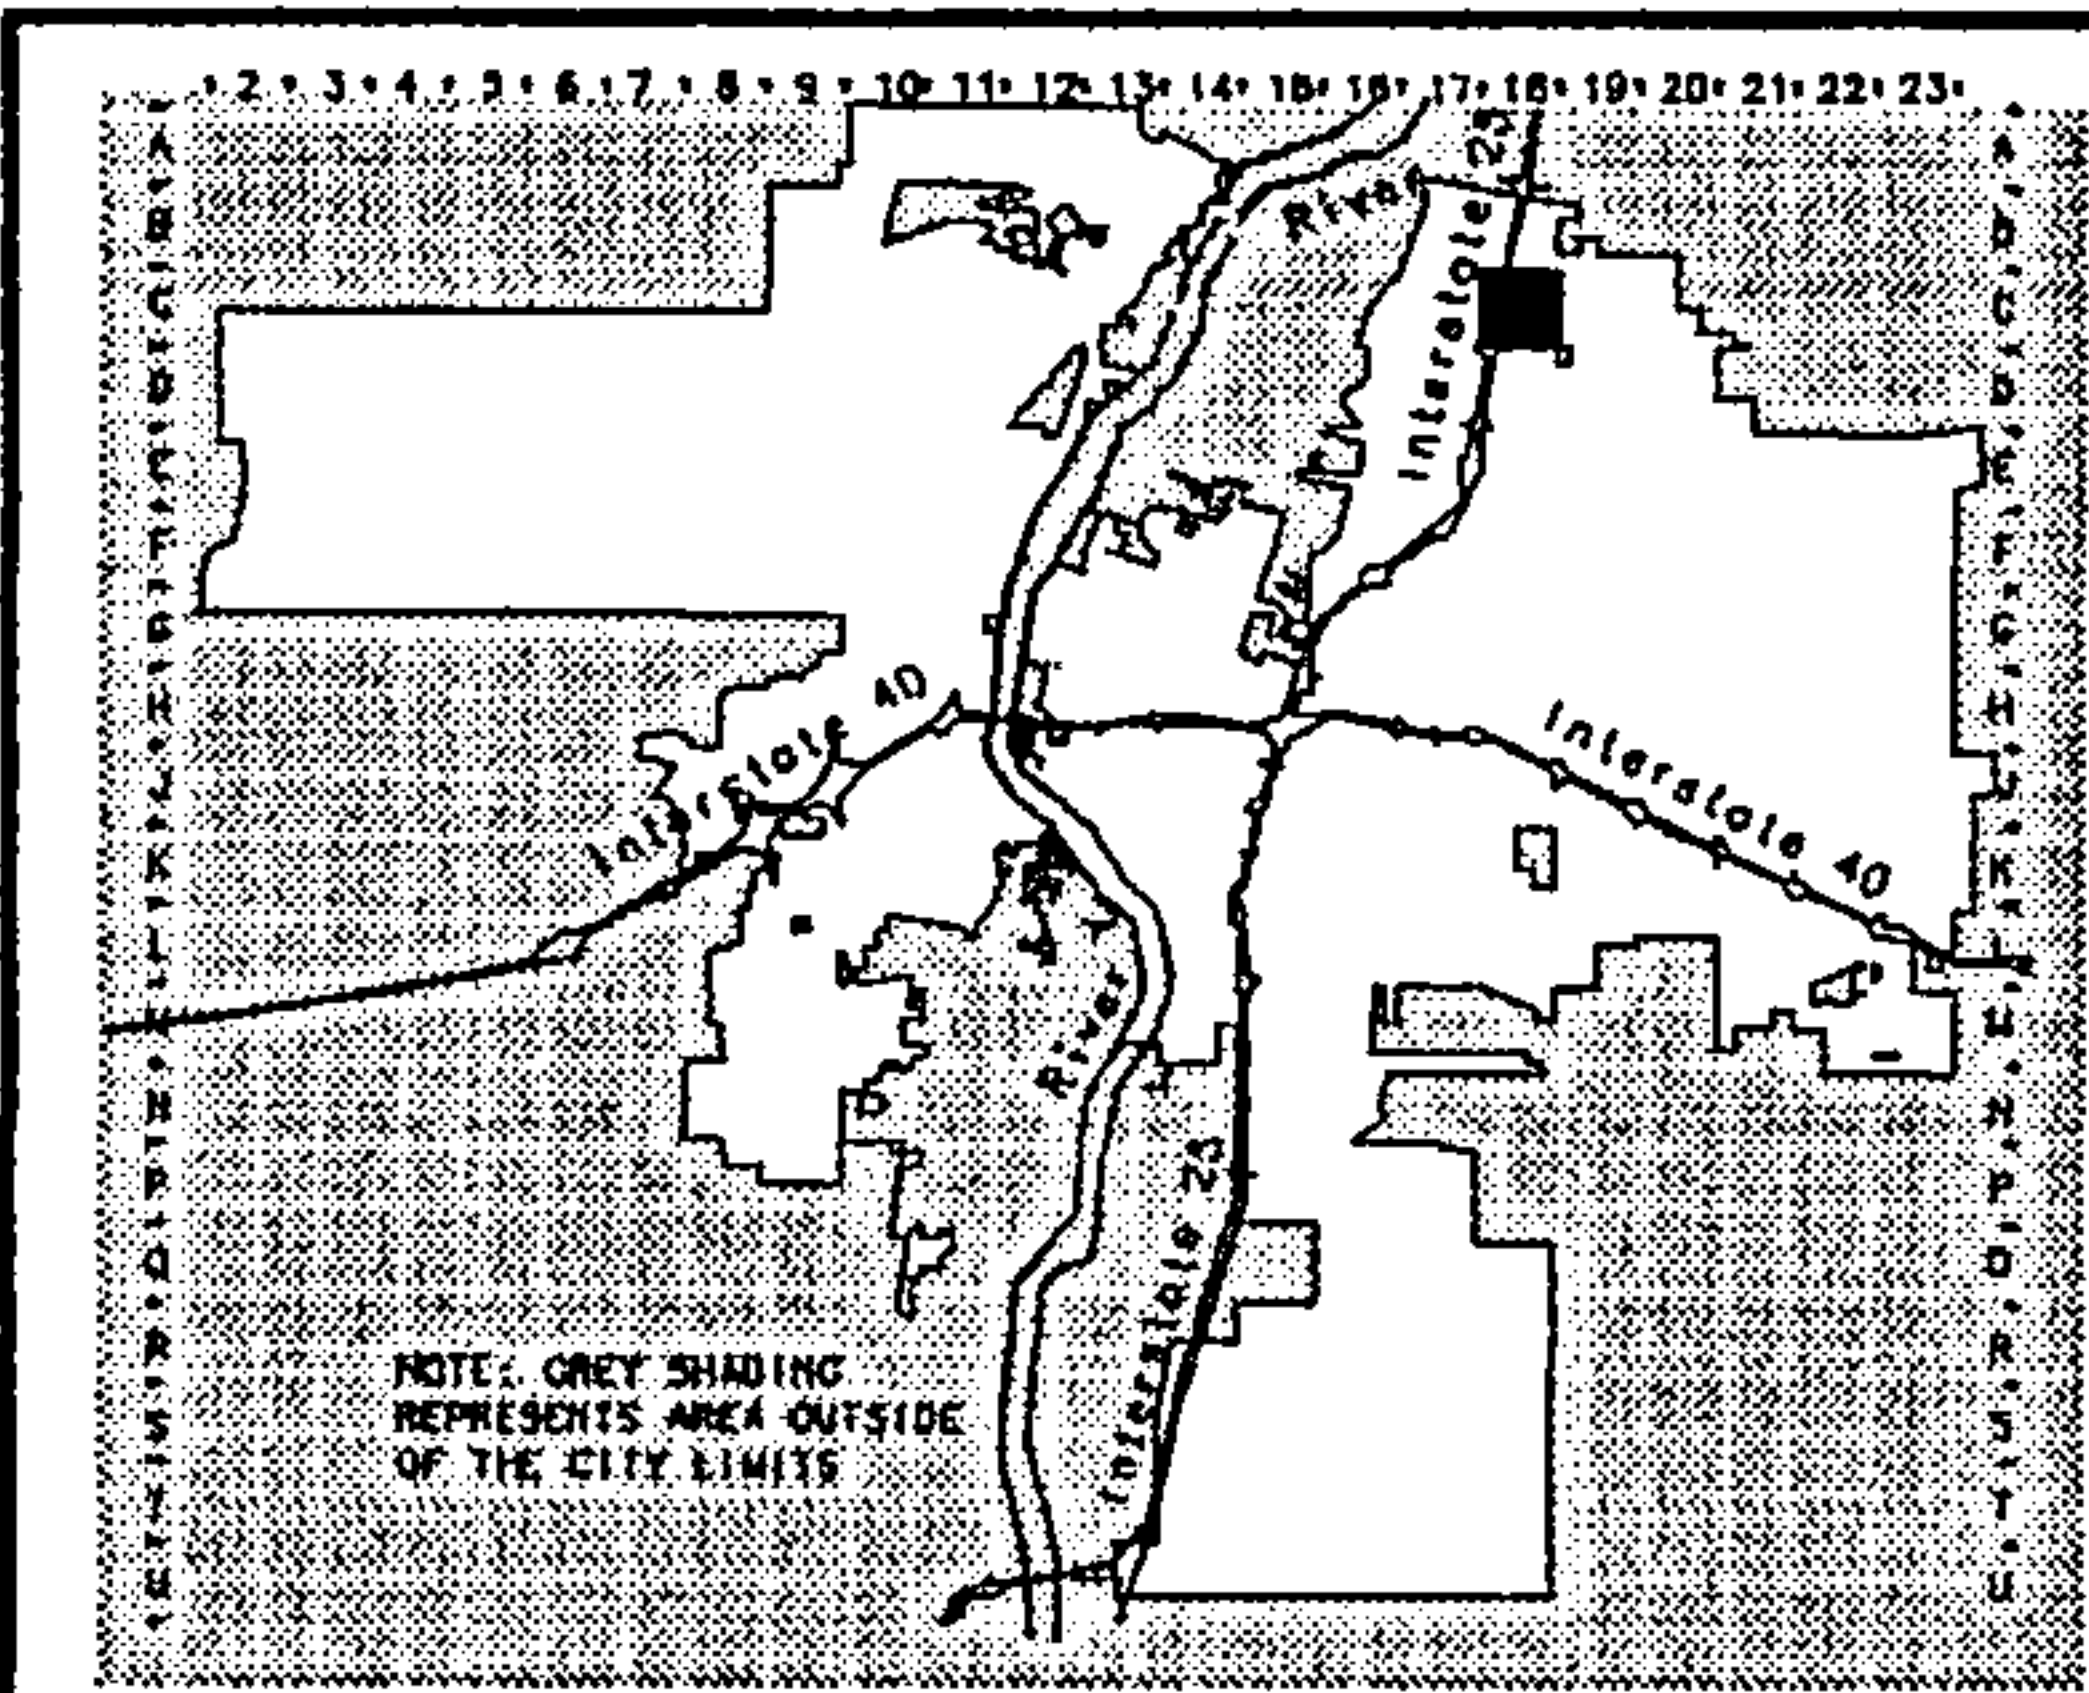 2 3 4 5 6 7 8 9 10 11 12 13 14 15 16 17 18 19 20 21 22 23
A
B
C
D
E
F
G
H
J
K
L
M
N
P
Q
R
S
T
U
River
Interstate 25
Interstate 40
Interstate 40
River
Interstate 25
NOTE: GREY SHADING
REPRESENTS AREA OUTSIDE
OF THE CITY LIMITS
A
B
C
D
E
F
G
H
J
K
L
M
N
P
Q
R
S
T
U